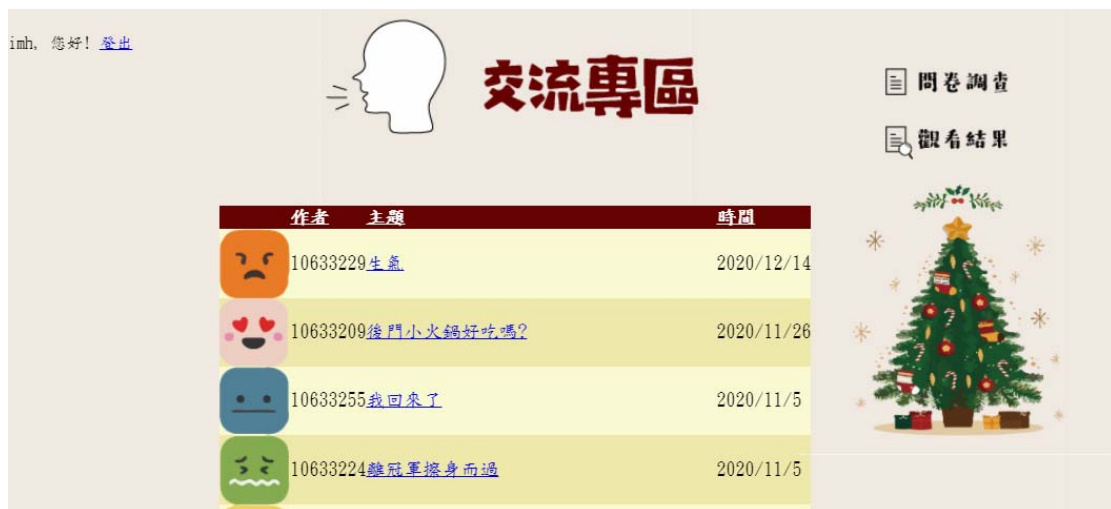 imh, 您好! 登出
交流專區
問卷調查
觀看結果
作者 主題 時間
10633229生氣 2020/12/14
10633209後門小火鍋好吃嗎? 2020/11/26
10633255我回來了 2020/11/5
10633224離冠軍擦身而過 2020/11/5